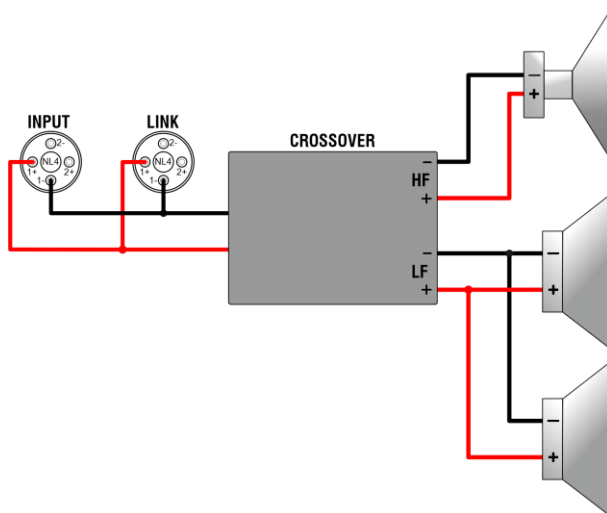 INPUT
LINK
2-
NL4
1+
2+
1-
2-
NL4
1+
2+
1-
CROSSOVER
−
HF
+
−
LF
+
−
+
−
+
−
+